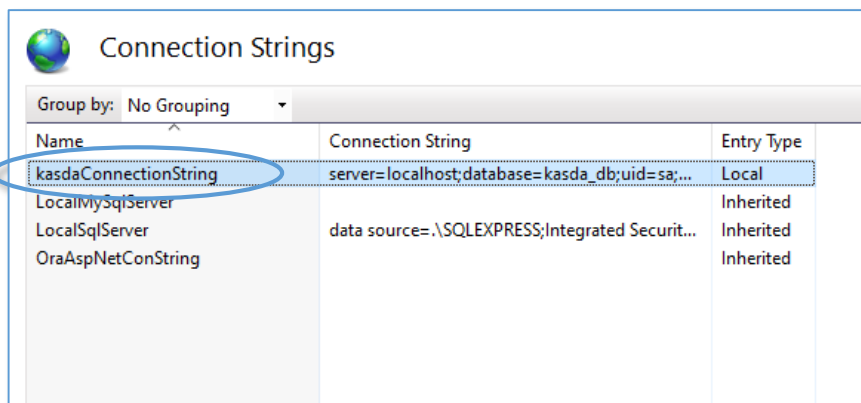 Connection Strings
Group by: No Grouping
Name Connection String Entry Type
kasdaConnectionString server=localhost;database=kasda_db;uid=sa;... Local
LocalMySqlServer Inherited
LocalSqlServer data source=.\SQLEXPRESS;Integrated Securit... Inherited
OraAspNetConString Inherited